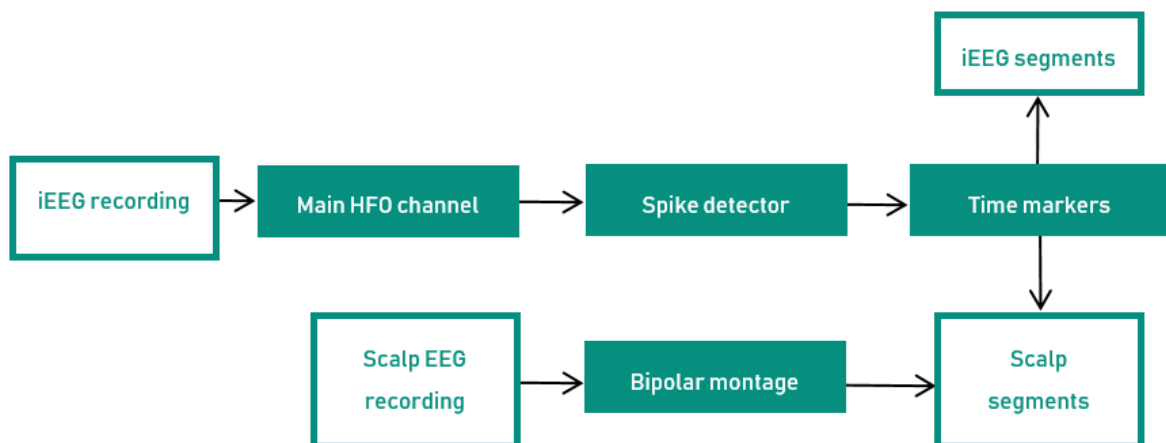 iEEG segments
iEEG recording
Main HFO channel
Spike detector
Time markers
Scalp EEG
recording
Bipolar montage
Scalp
segments